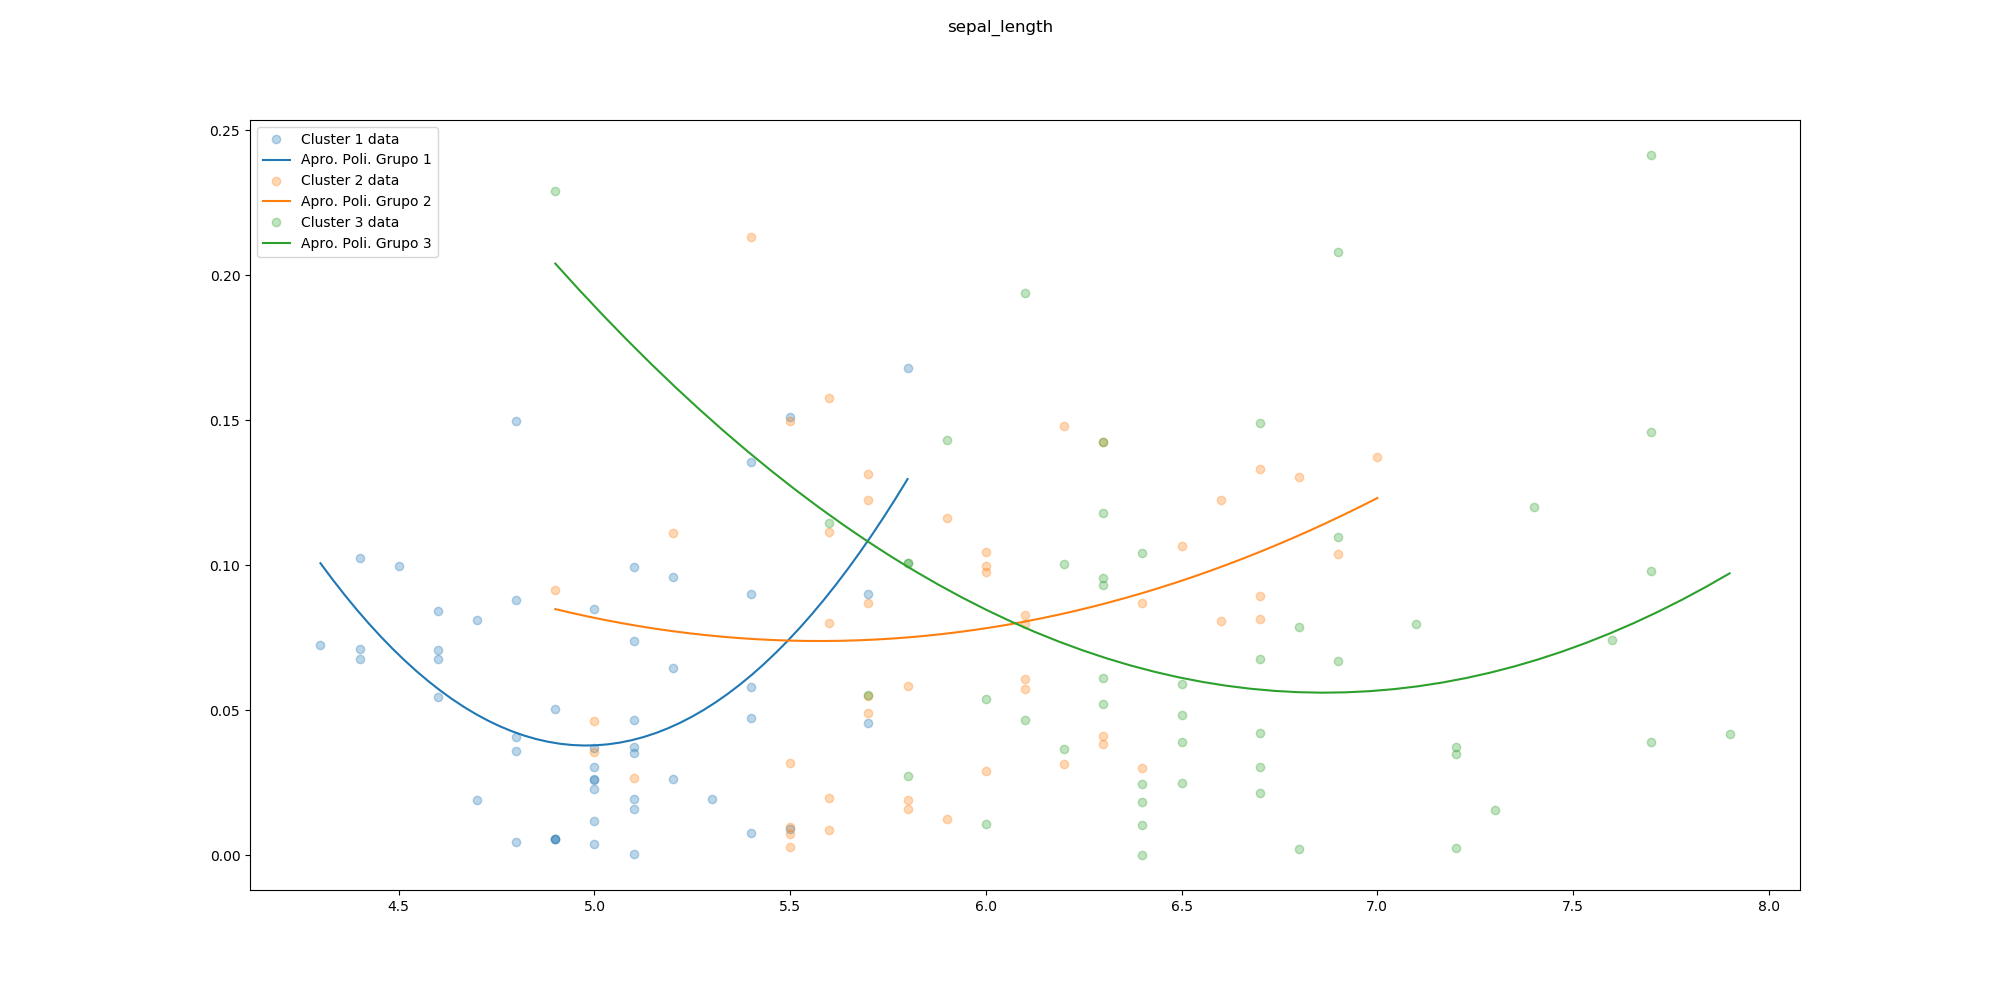 sepal_length
0.25
0.20
0.15
0.10
0.05
0.00
Cluster 1 data
Apro. Poli. Grupo 1
Cluster 2 data
Apro. Poli. Grupo 2
Cluster 3 data
Apro. Poli. Grupo 3
4.5 5.0 5.5 6.0 6.5 7.0 7.5 8.0